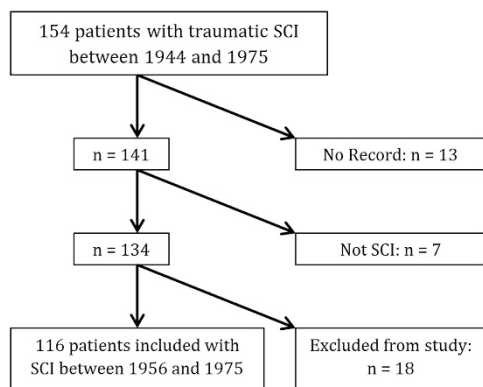 154 patients with traumatic SCI
between 1944 and 1975
n = 141
No Record: n = 13
n = 134
Not SCI: n = 7
116 patients included with
SCI between 1956 and 1975
Excluded from study:
n = 18